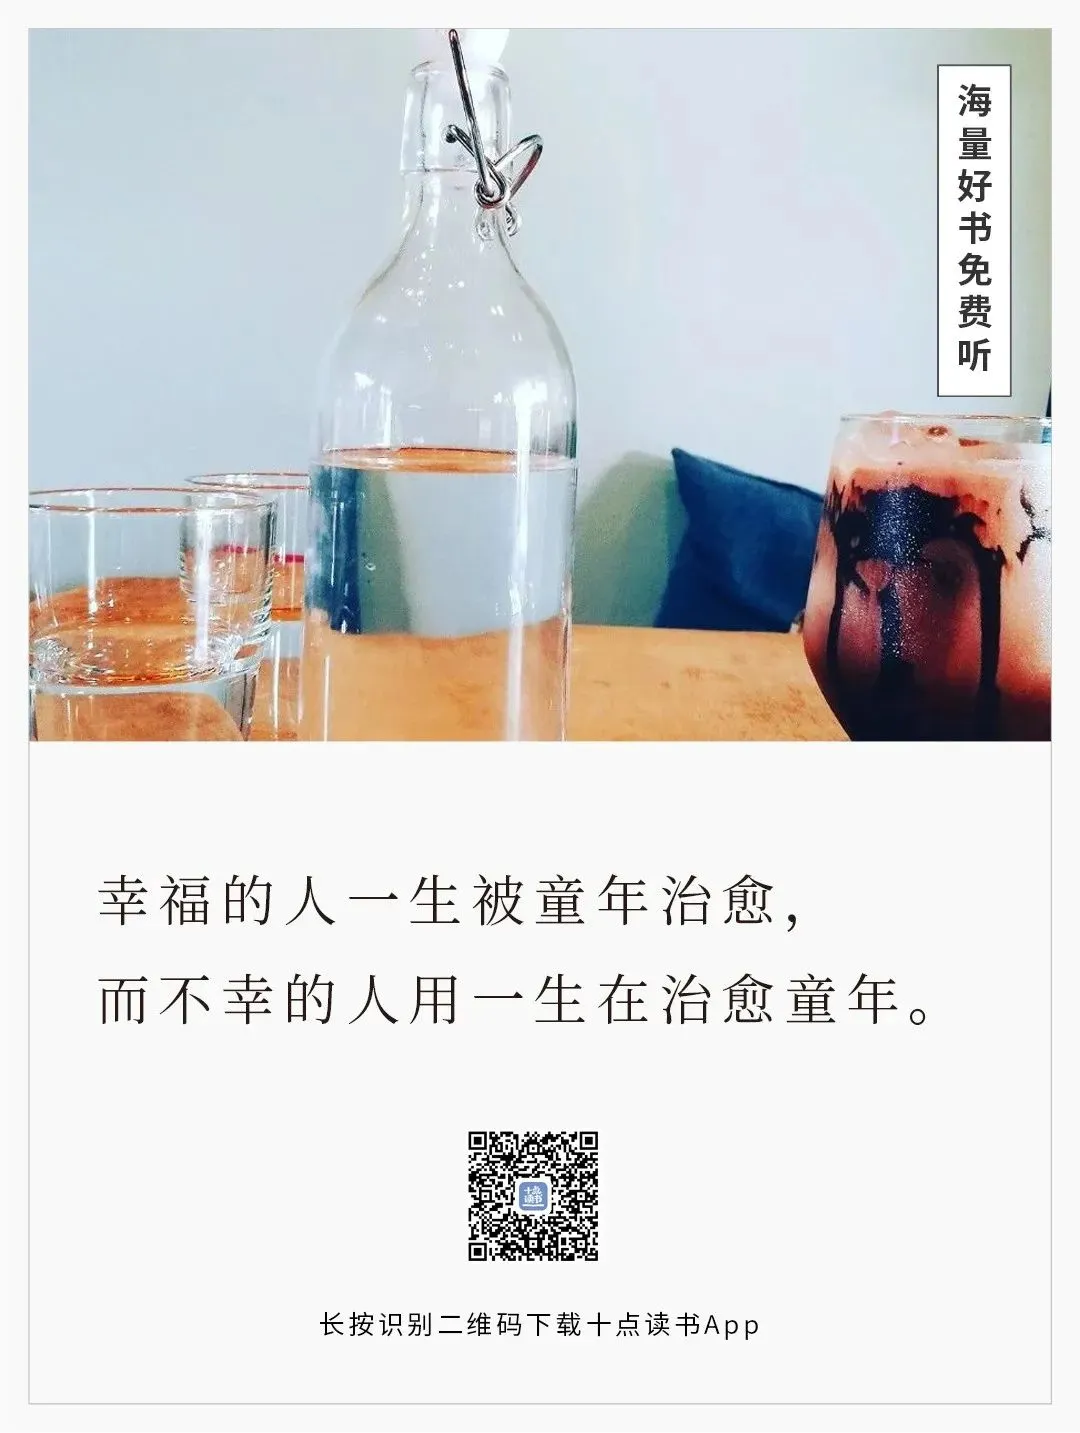 海量好书免费听
幸福的人一生被童年治愈，
而不幸的人用一生在治愈童年。
十点
读书
长按识别二维码下载十点读书App